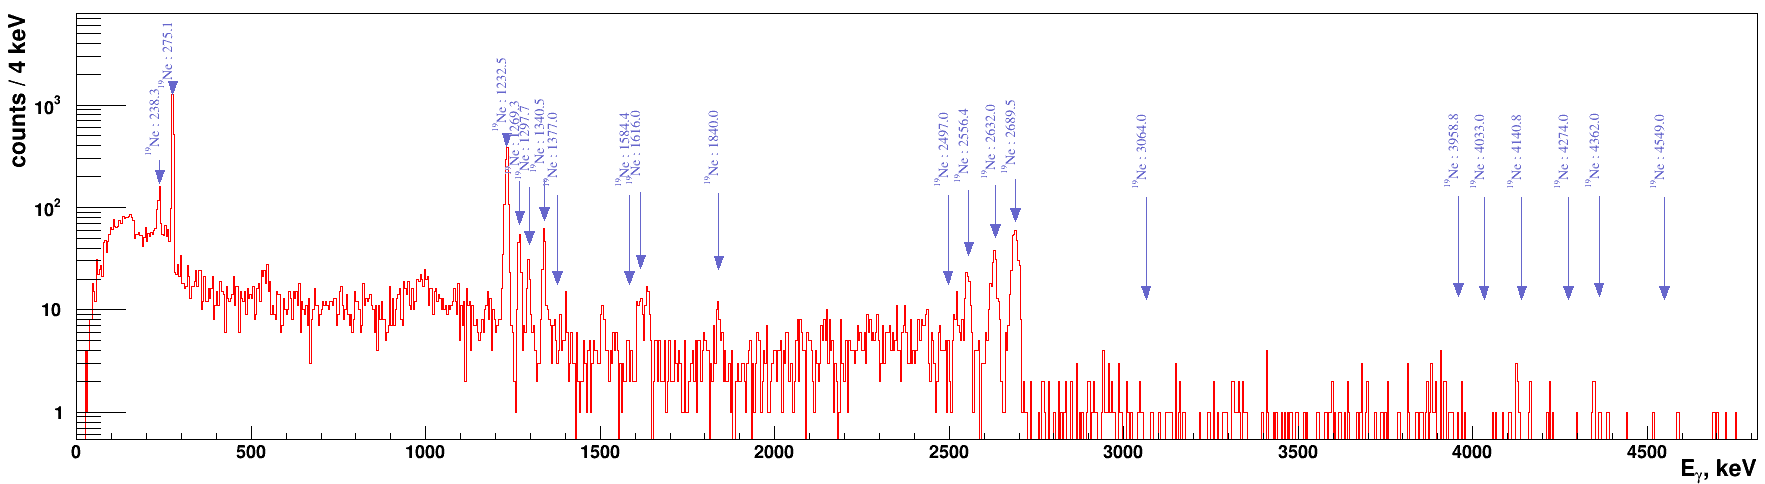 counts / 4 keV
10³
10²
10
1
¹⁹Ne : 238.3
¹⁹Ne : 275.1
¹⁹Ne : 1232.5
¹⁹Ne : 1269.3
¹⁹Ne : 1297.7
¹⁹Ne : 1340.5
¹⁹Ne : 1377.0
¹⁹Ne : 1584.4
¹⁹Ne : 1616.0
¹⁹Ne : 1840.0
¹⁹Ne : 2497.0
¹⁹Ne : 2556.4
¹⁹Ne : 2632.0
¹⁹Ne : 2689.5
¹⁹Ne : 3064.0
¹⁹Ne : 3958.8
¹⁹Ne : 4033.0
¹⁹Ne : 4140.8
¹⁹Ne : 4274.0
¹⁹Ne : 4362.0
¹⁹Ne : 4549.0
0 500 1000 1500 2000 2500 3000 3500 4000 4500
Eγ, keV